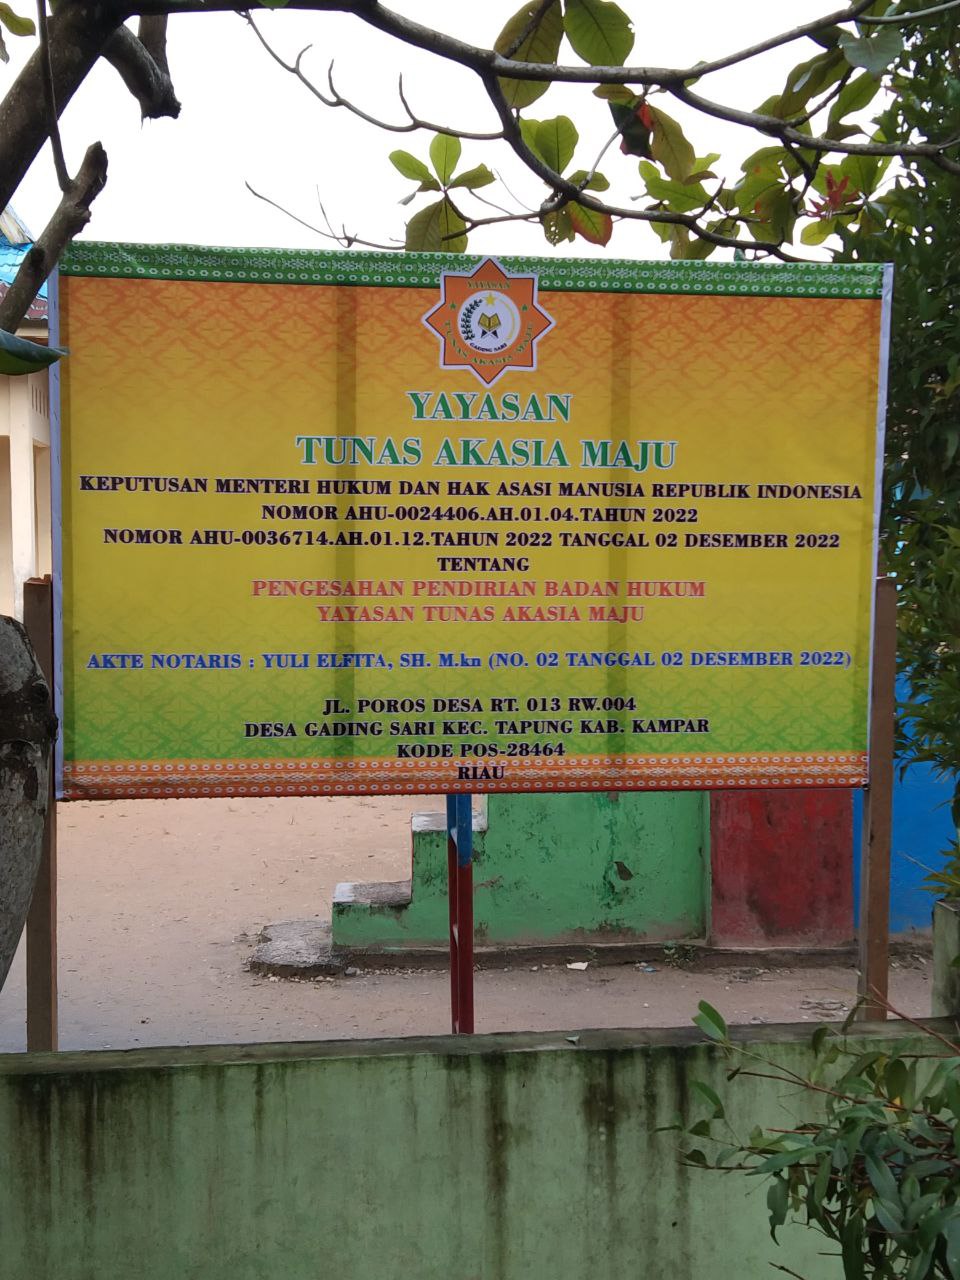 YAYASAN
TUNAS AKASIA MAJU
GADING SARI
YAYASAN
TUNAS AKASIA MAJU
KEPUTUSAN MENTERI HUKUM DAN HAK ASASI MANUSIA REPUBLIK INDONESIA
NOMOR AHU-0024406.AH.01.04.TAHUN 2022
NOMOR AHU-0036714.AH.01.12.TAHUN 2022 TANGGAL 02 DESEMBER 2022
TENTANG
PENGESAHAN PENDIRIAN BADAN HUKUM
YAYASAN TUNAS AKASIA MAJU
AKTE NOTARIS : YULI ELFITA, SH. M.kn (NO. 02 TANGGAL 02 DESEMBER 2022)
JL. POROS DESA RT. 013 RW.004
DESA GADING SARI KEC. TAPUNG KAB. KAMPAR
KODE POS-28464
RIAU